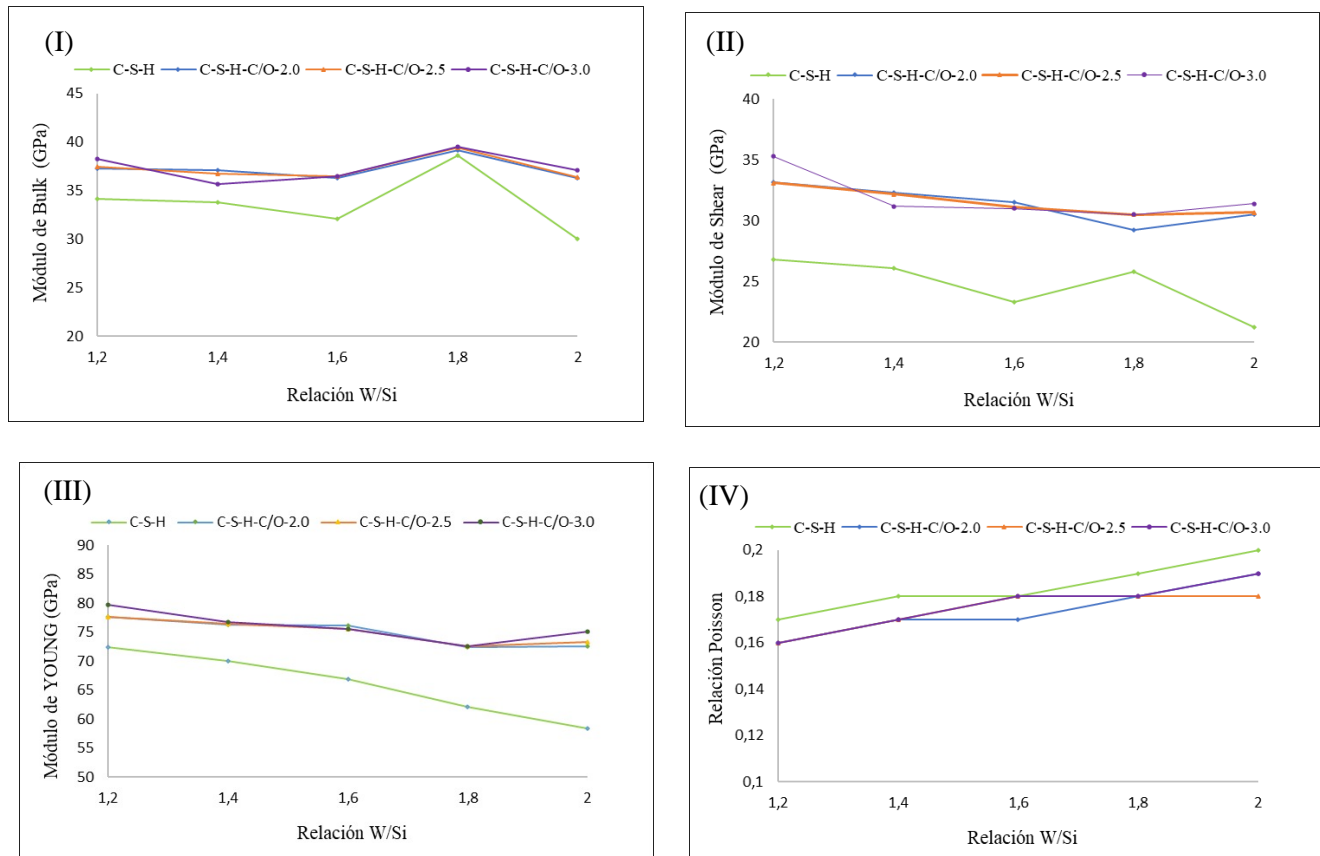 (I)
C-S-H C-S-H-C/O-2.0 C-S-H-C/O-2.5 C-S-H-C/O-3.0
Módulo de Bulk (GPa)
45
40
35
30
25
20
1,2 1,4 1,6 1,8 2
Relación W/Si
(II)
C-S-H C-S-H-C/O-2.0 C-S-H-C/O-2.5 C-S-H-C/O-3.0
Módulo de Shear (GPa)
40
35
30
25
20
1,2 1,4 1,6 1,8 2
Relación W/Si
(III)
C-S-H C-S-H-C/O-2.0 C-S-H-C/O-2.5 C-S-H-C/O-3.0
Módulo de YOUNG (GPa)
90
85
80
75
70
65
60
55
50
1,2 1,4 1,6 1,8 2
Relación W/Si
(IV)
C-S-H C-S-H-C/O-2.0 C-S-H-C/O-2.5 C-S-H-C/O-3.0
Relación Poisson
0,2
0,18
0,16
0,14
0,12
0,1
1,2 1,4 1,6 1,8 2
Relación W/Si